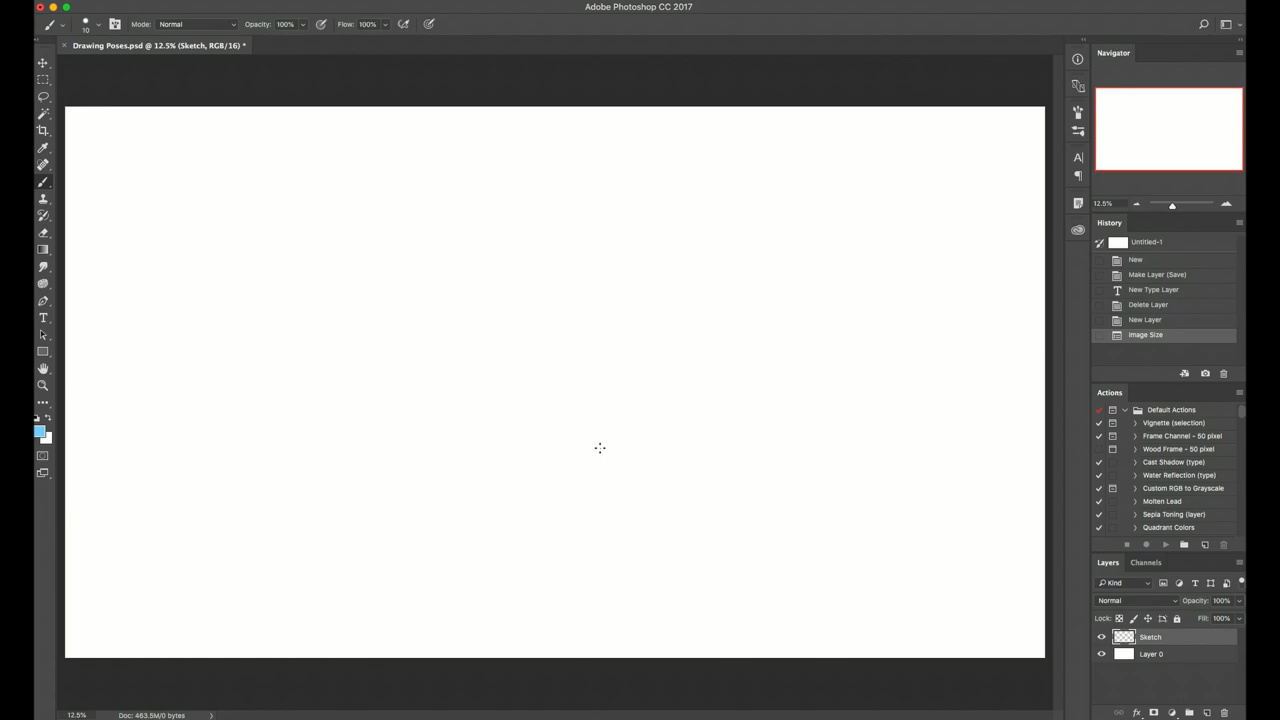 Adobe Photoshop CC 2017
10 Mode: Normal Opacity: 100% Flow: 100%
Drawing Poses.psd @ 12.5% (Sketch, RGB/16) *
Navigator
12.5%
History
Untitled-1
New
Make Layer (Save)
New Type Layer
Delete Layer
New Layer
Image Size
Actions
Default Actions
Vignette (selection)
Frame Channel - 50 pixel
Wood Frame - 50 pixel
Cast Shadow (type)
Water Reflection (type)
Custom RGB to Grayscale
Molten Lead
Sepia Toning (layer)
Quadrant Colors
Layers Channels
Kind
Normal Opacity: 100%
Lock: Fill: 100%
Sketch
Layer 0
12.5% Doc: 463.5M/0 bytes